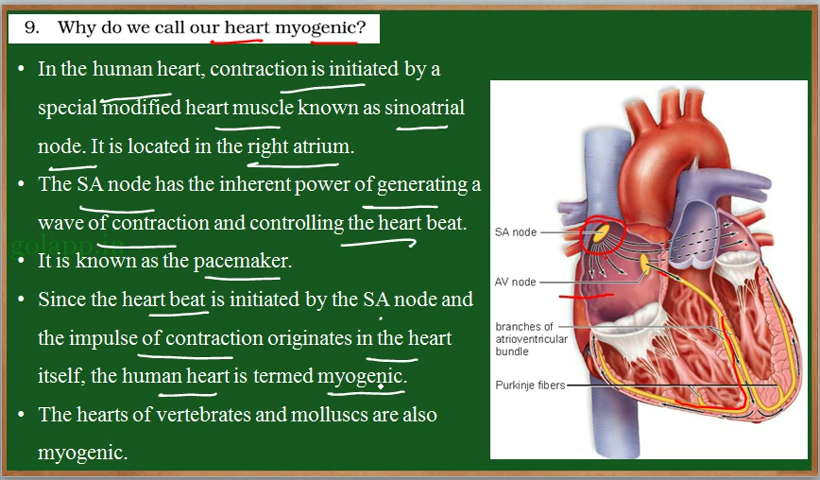 9. Why do we call our heart myogenic?
• In the human heart, contraction is initiated by a
special modified heart muscle known as sinoatrial
node. It is located in the right atrium.
• The SA node has the inherent power of generating a
wave of contraction and controlling the heart beat.
• It is known as the pacemaker.
• Since the heart beat is initiated by the SA node and
the impulse of contraction originates in the heart
itself, the human heart is termed myogenic.
• The hearts of vertebrates and molluscs are also
myogenic.
golapp.in
SA node
AV node
branches of
atrioventricular
bundle
Purkinje fibers